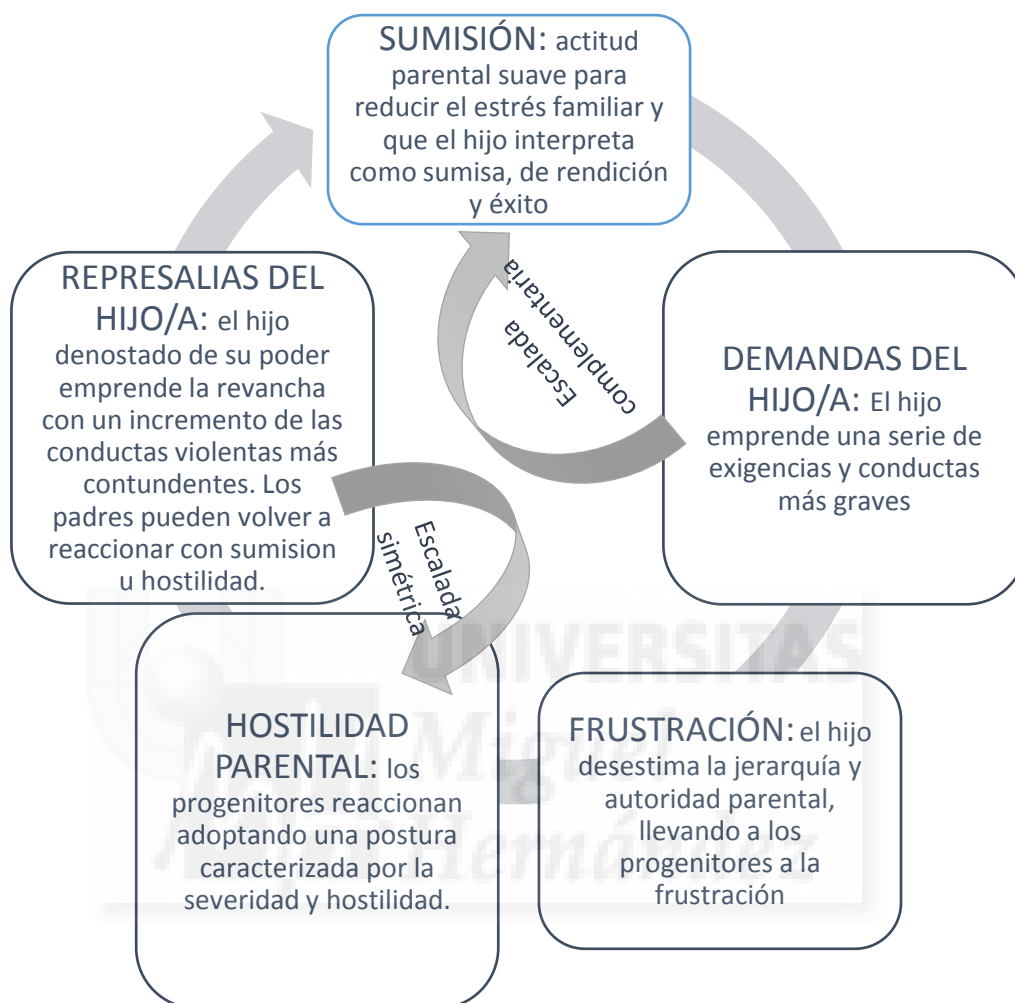 SUMISIÓN: actitud
parental suave para
reducir el estrés familiar y
que el hijo interpreta
como sumisa, de rendición
y éxito
DEMANDAS DEL
HIJO/A: El hijo
emprende una serie de
exigencias y conductas
más graves
FRUSTRACIÓN: el hijo
desestima la jerarquía y
autoridad parental,
llevando a los
progenitores a la
frustración
HOSTILIDAD
PARENTAL: los
progenitores reaccionan
adoptando una postura
caracterizada por la
severidad y hostilidad.
REPRESALIAS DEL
HIJO/A: el hijo
denostado de su poder
emprende la revancha
con un incremento de las
conductas violentas más
contundentes. Los
padres pueden volver a
reaccionar con sumision
u hostilidad.
Escalada
complementaria
Escalada
simétrica
UNIVERSITAS
Miguel
Hernández